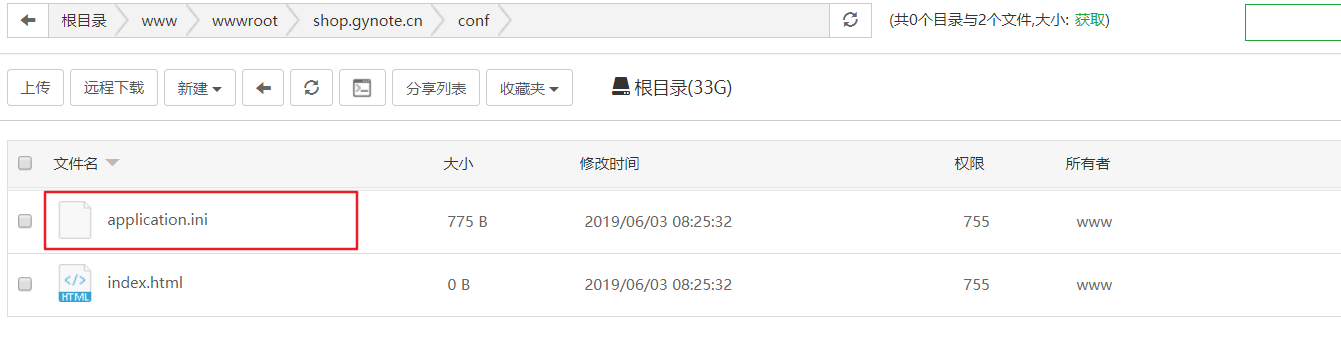 根目录 www wwwroot shop.gynote.cn conf (共0个目录与2个文件,大小: 获取)
上传 远程下载 新建 分享列表 收藏夹 根目录(33G)
文件名 大小 修改时间 权限 所有者
application.ini 775 B 2019/06/03 08:25:32 755 www
index.html 0 B 2019/06/03 08:25:32 755 www
HTML